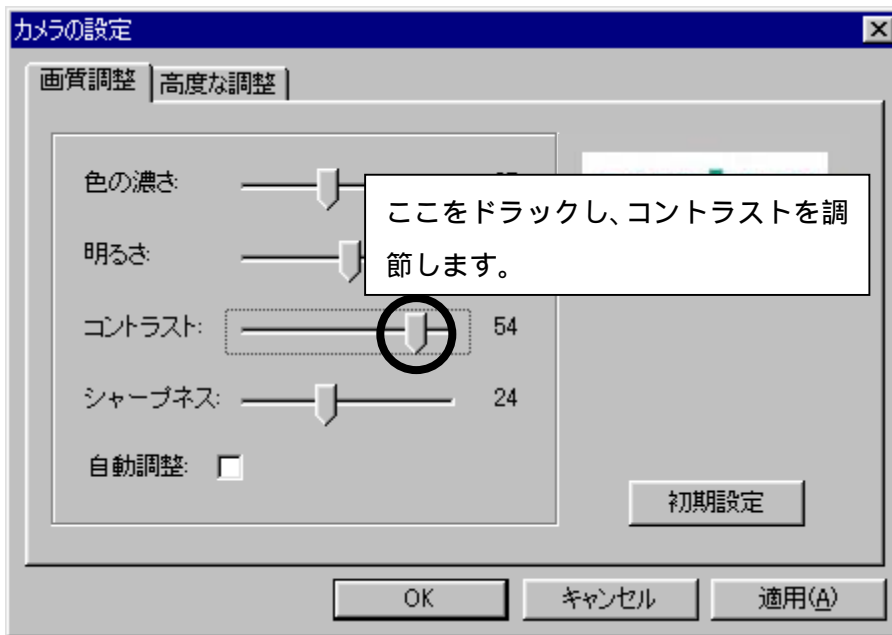 カメラの設定
画質調整 高度な調整
色の濃さ:
ここをドラックし、コントラストを調
節します。
明るさ:
コントラスト: 54
シャープネス: 24
自動調整:
初期設定
OK キャンセル 適用(A)